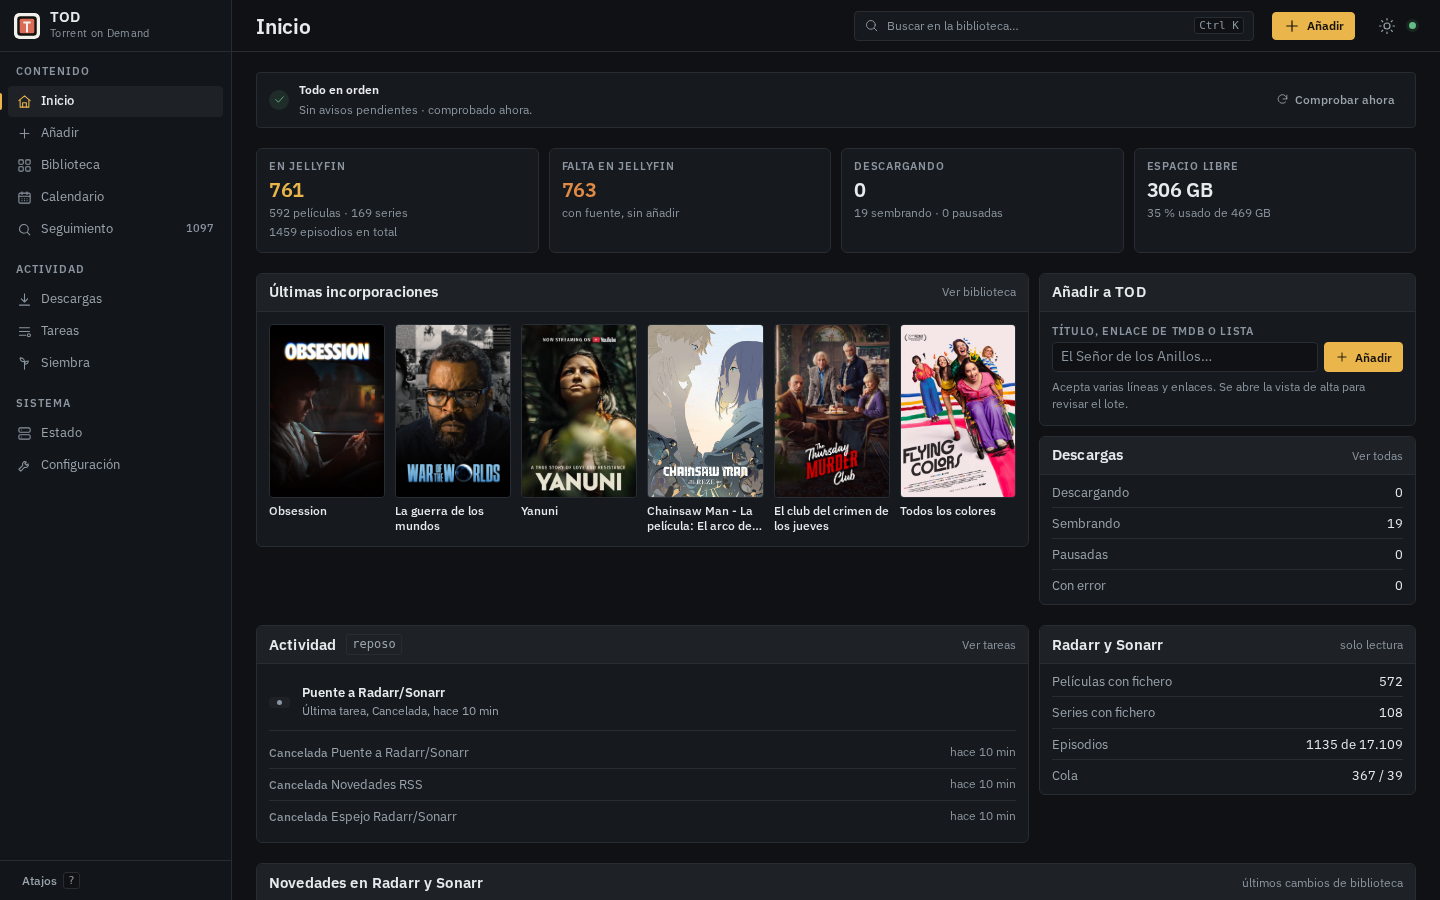 TOD
Torrent on Demand
CONTENIDO
Inicio
Añadir
Biblioteca
Calendario
Seguimiento 1097
ACTIVIDAD
Descargas
Tareas
Siembra
SISTEMA
Estado
Configuración
Atajos ?
Inicio
Buscar en la biblioteca... Ctrl K
Añadir
Todo en orden
Sin avisos pendientes · comprobado ahora.
Comprobar ahora
EN JELLYFIN
761
592 películas · 169 series
1459 episodios en total
FALTA EN JELLYFIN
763
con fuente, sin añadir
DESCARGANDO
0
19 sembrando · 0 pausadas
ESPACIO LIBRE
306 GB
35 % usado de 469 GB
Últimas incorporaciones Ver biblioteca
OBSESSION
WAR OF THE WORLDS
NOW STREAMING ON YouTube
A TRUE STORY OF LOVE AND RESISTENCE
YANUNI
CHAINSAW MAN
REZE
The Thursday
MURDER
Club
FLYING
COLORS
Obsession
La guerra de los
mundos
Yanuni
Chainsaw Man - La
película: El arco de...
El club del crimen de
los jueves
Todos los colores
Añadir a TOD
TÍTULO, ENLACE DE TMDB O LISTA
El Señor de los Anillos...
Añadir
Acepta varias líneas y enlaces. Se abre la vista de alta para
revisar el lote.
Descargas Ver todas
Descargando 0
Sembrando 19
Pausadas 0
Con error 0
Actividad reposo Ver tareas
Puente a Radarr/Sonarr
Última tarea, Cancelada, hace 10 min
Cancelada Puente a Radarr/Sonarr hace 10 min
Cancelada Novedades RSS hace 10 min
Cancelada Espejo Radarr/Sonarr hace 10 min
Radarr y Sonarr solo lectura
Películas con fichero 572
Series con fichero 108
Episodios 1135 de 17.109
Cola 367 / 39
Novedades en Radarr y Sonarr últimos cambios de biblioteca